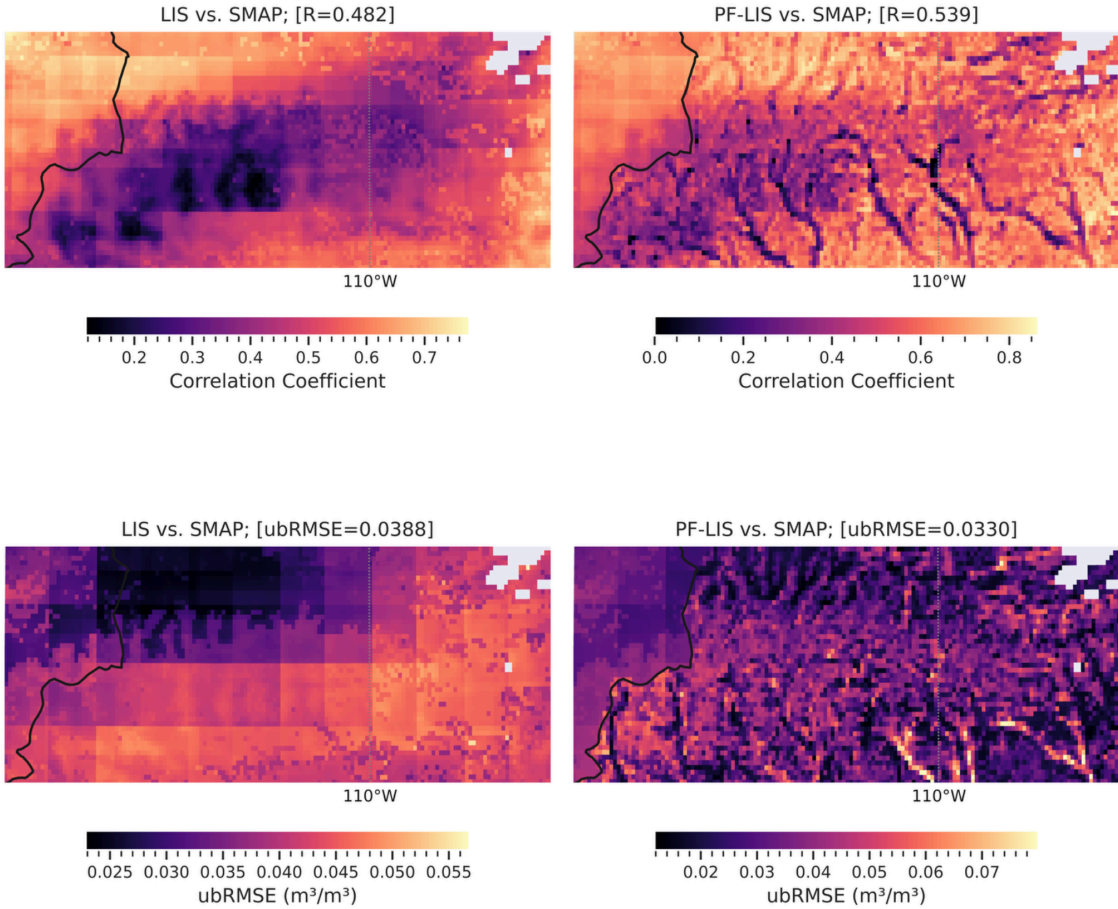 LIS vs. SMAP; [R=0.482]
PF-LIS vs. SMAP; [R=0.539]
110°W
110°W
0.2 0.3 0.4 0.5 0.6 0.7
Correlation Coefficient
0.0 0.2 0.4 0.6 0.8
Correlation Coefficient
LIS vs. SMAP; [ubRMSE=0.0388]
PF-LIS vs. SMAP; [ubRMSE=0.0330]
110°W
110°W
0.025 0.030 0.035 0.040 0.045 0.050 0.055
ubRMSE (m³/m³)
0.02 0.03 0.04 0.05 0.06 0.07
ubRMSE (m³/m³)